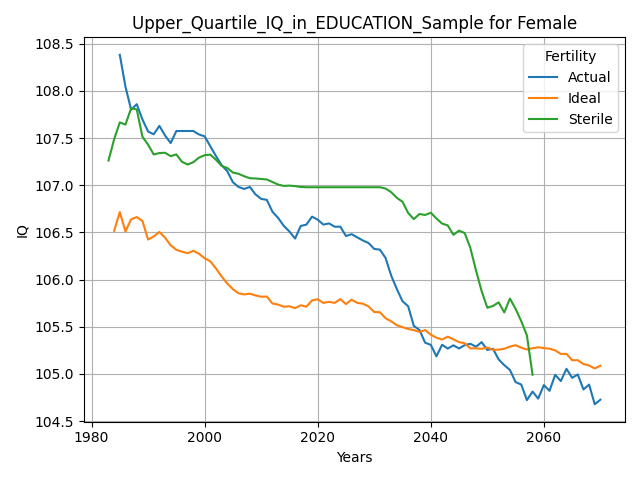 Upper_Quartile_IQ_in_EDUCATION_Sample for Female
IQ
108.5
108.0
107.5
107.0
106.5
106.0
105.5
105.0
104.5
Fertility
Actual
Ideal
Sterile
1980
2000
2020
2040
2060
Years